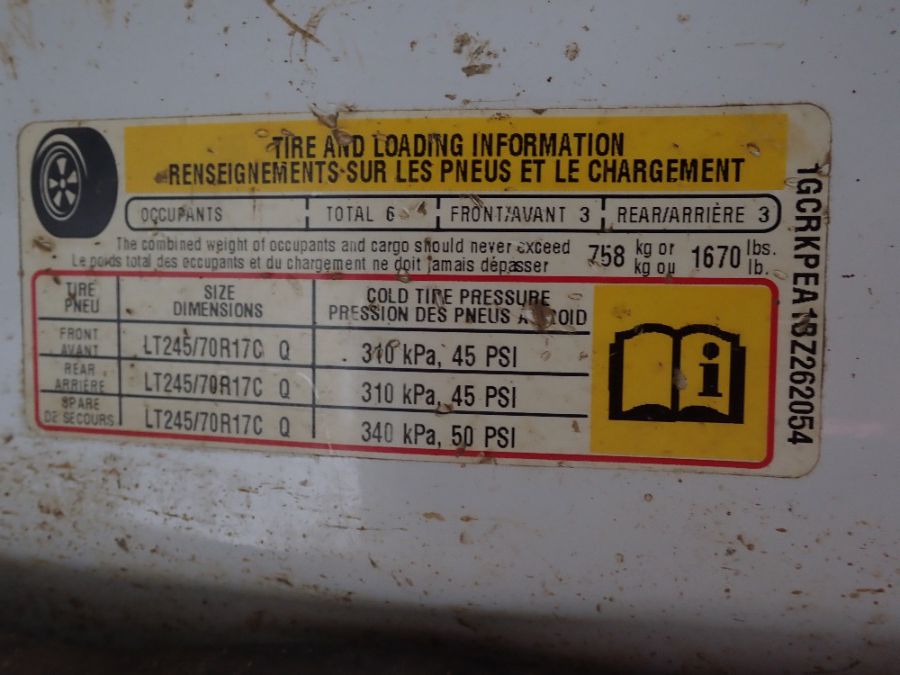 TIRE AND LOADING INFORMATION
RENSEIGNEMENTS SUR LES PNEUS ET LE CHARGEMENT
OCCUPANTS TOTAL 6 FRONT/AVANT 3 REAR/ARRIÈRE 3
The combined weight of occupants and cargo should never exceed 758 kg or 1670 lbs.
Le poids total des occupants et du chargement ne doit jamais dépasser kg ou lb.
TIRE SIZE COLD TIRE PRESSURE
PNEU DIMENSIONS PRESSION DES PNEUS À FROID
FRONT
AVANT LT245/70R17C Q 310 kPa, 45 PSI
REAR
ARRIÈRE LT245/70R17C Q 310 kPa, 45 PSI
SPARE
DE SECOURS LT245/70R17C Q 340 kPa, 50 PSI
i
1GCRKPEA1BZ262054